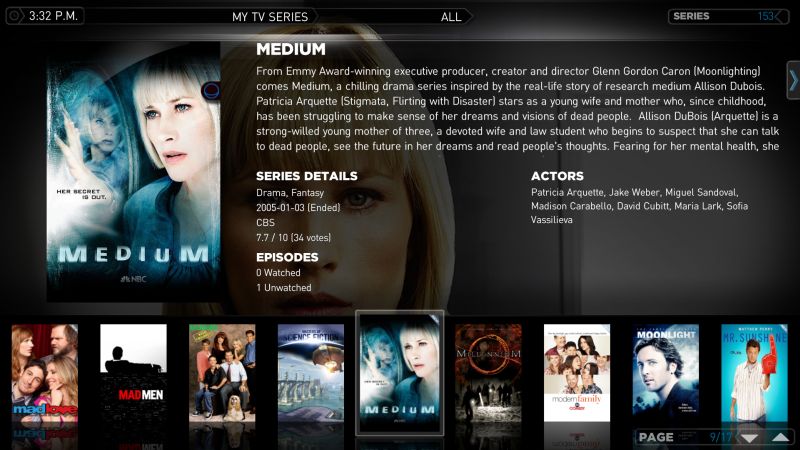 3:32 P.M.
MY TV SERIES
ALL
SERIES 153
MEDIUM
From Emmy Award-winning executive producer, creator and director Glenn Gordon Caron (Moonlighting)
comes Medium, a chilling drama series inspired by the real-life story of research medium Allison Dubois.
Patricia Arquette (Stigmata, Flirting with Disaster) stars as a young wife and mother who, since childhood,
has been struggling to make sense of her dreams and visions of dead people.  Allison DuBois (Arquette) is a
strong-willed young mother of three, a devoted wife and law student who begins to suspect that she can talk
to dead people, see the future in her dreams and read people's thoughts. Fearing for her mental health, she
HER SECRET
IS OUT.
MEDIUM
NBC
SERIES DETAILS
Drama, Fantasy
2005-01-03 (Ended)
CBS
7.7 / 10 (34 votes)
EPISODES
0 Watched
1 Unwatched
ACTORS
Patricia Arquette, Jake Weber, Miguel Sandoval,
Madison Carabello, David Cubitt, Maria Lark, Sofia
Vassilieva
mad love
MAD MEN
MASTERS OF
SCIENCE FICTION
HER SECRET
IS OUT.
MEDIUM
MILLENNIUM
modern family
COMEDY
MOONLIGHT
MATTHEW PERRY
MR. SUNSHINE
PAGE 9/17